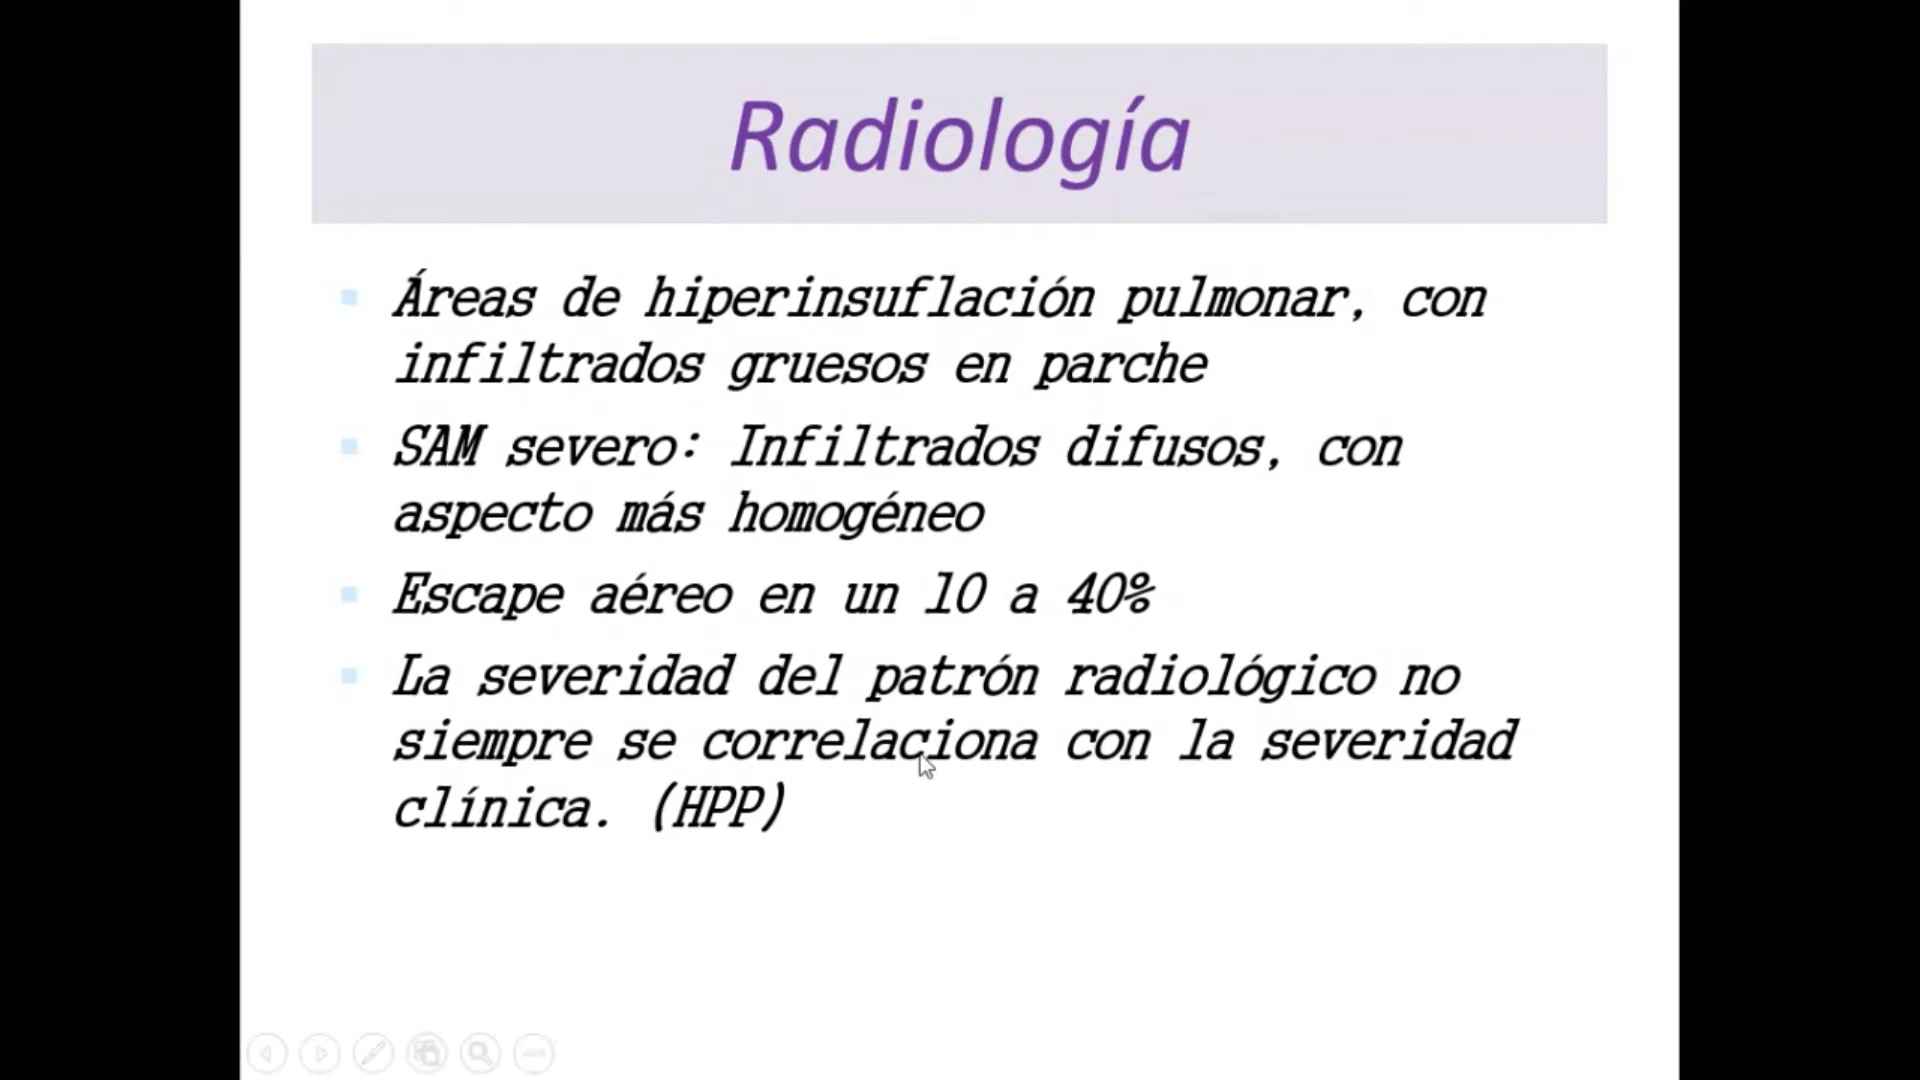 Radiología
Áreas de hiperinsuflación pulmonar, con
infiltrados gruesos en parche
SAM severo: Infiltrados difusos, con
aspecto más homogéneo
Escape aéreo en un 10 a 40%
La severidad del patrón radiológico no
siempre se correlaciona con la severidad
clínica. (HPP)